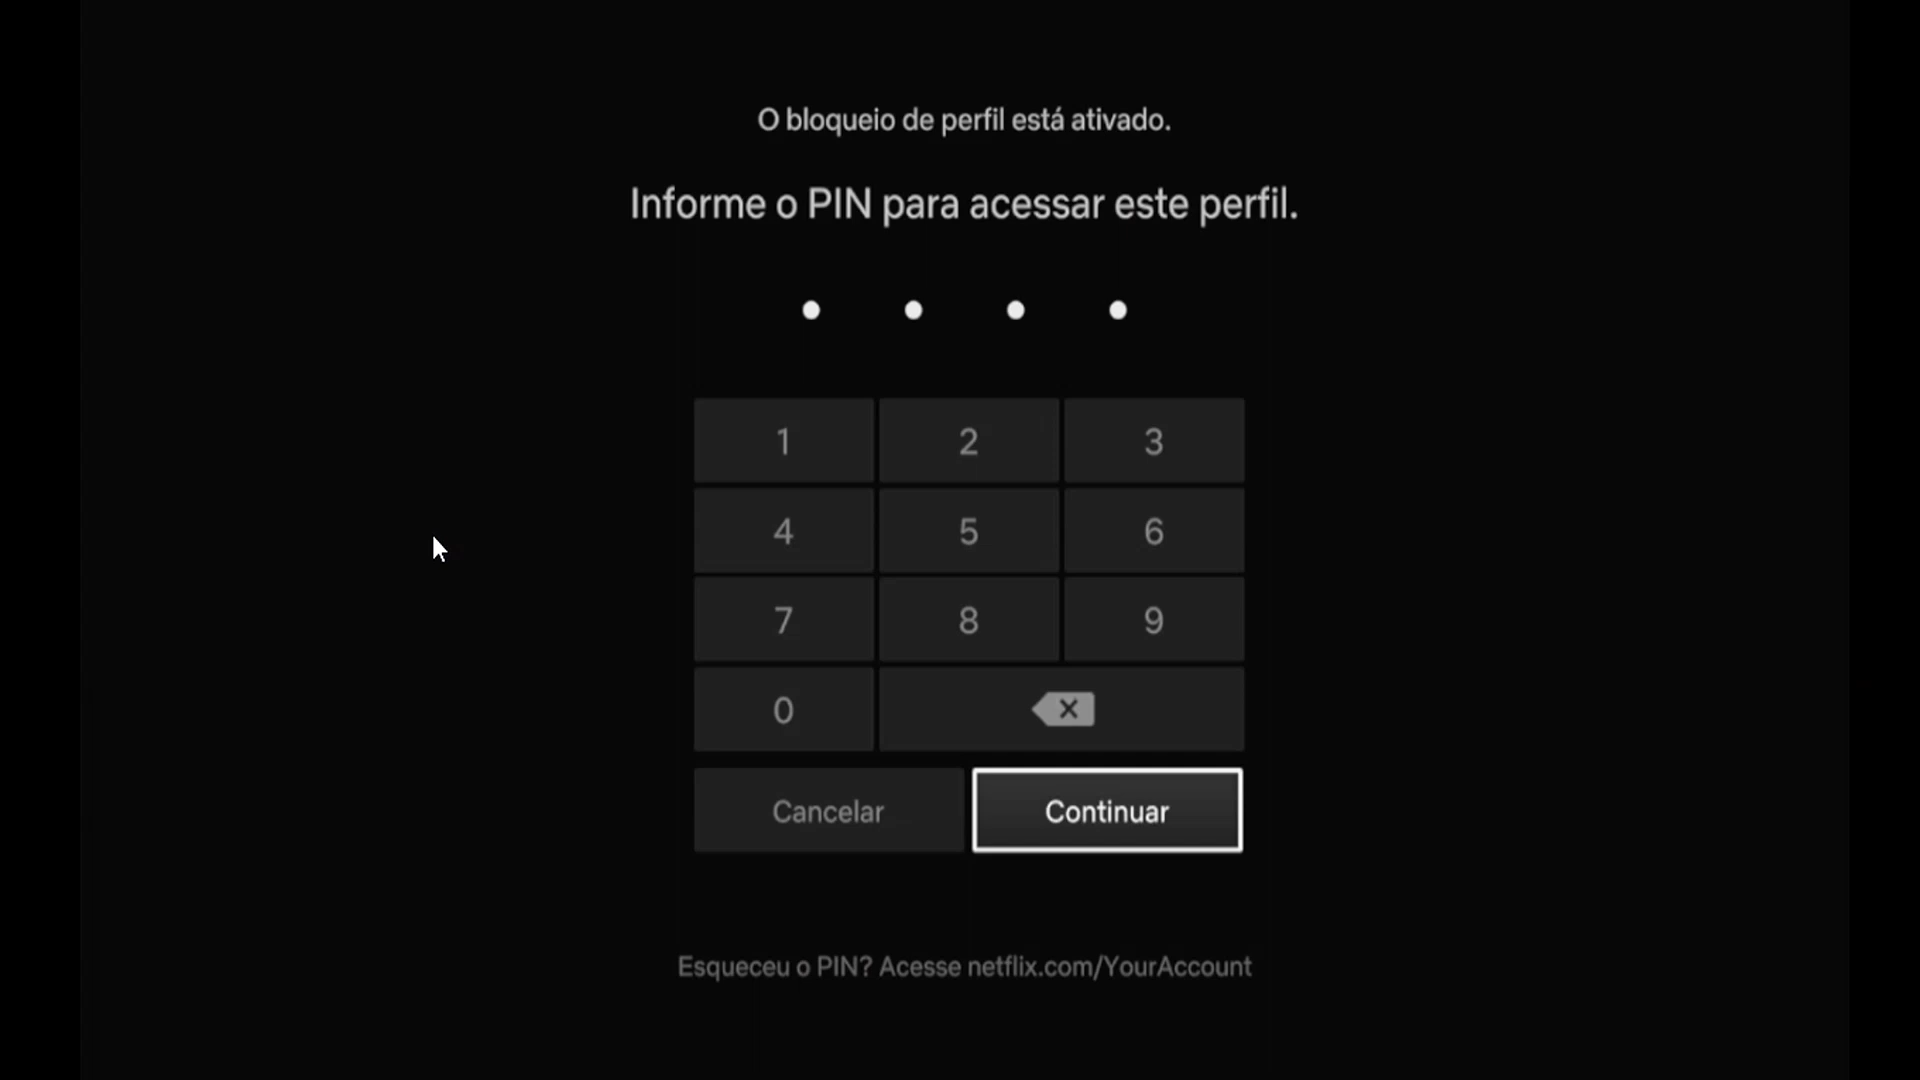 O bloqueio de perfil está ativado.
Informe o PIN para acessar este perfil.
1 2 3
4 5 6
7 8 9
0
Cancelar Continuar
Esqueceu o PIN? Acesse netflix.com/YourAccount